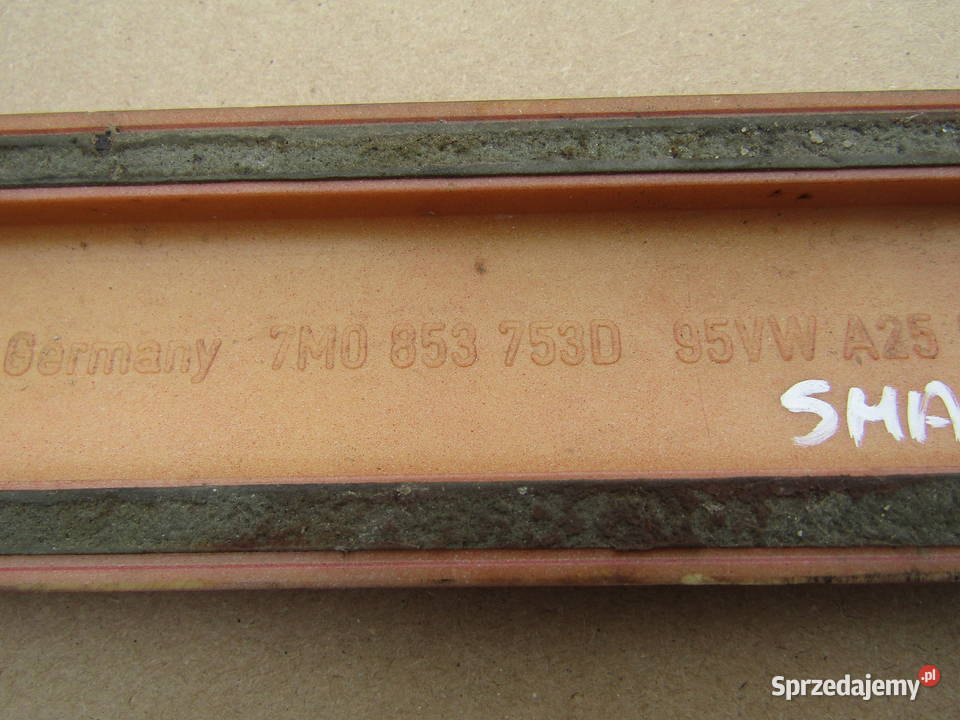 Germany 7M0 853 753D 95VW A25
SHA
Sprzedajemy.pl